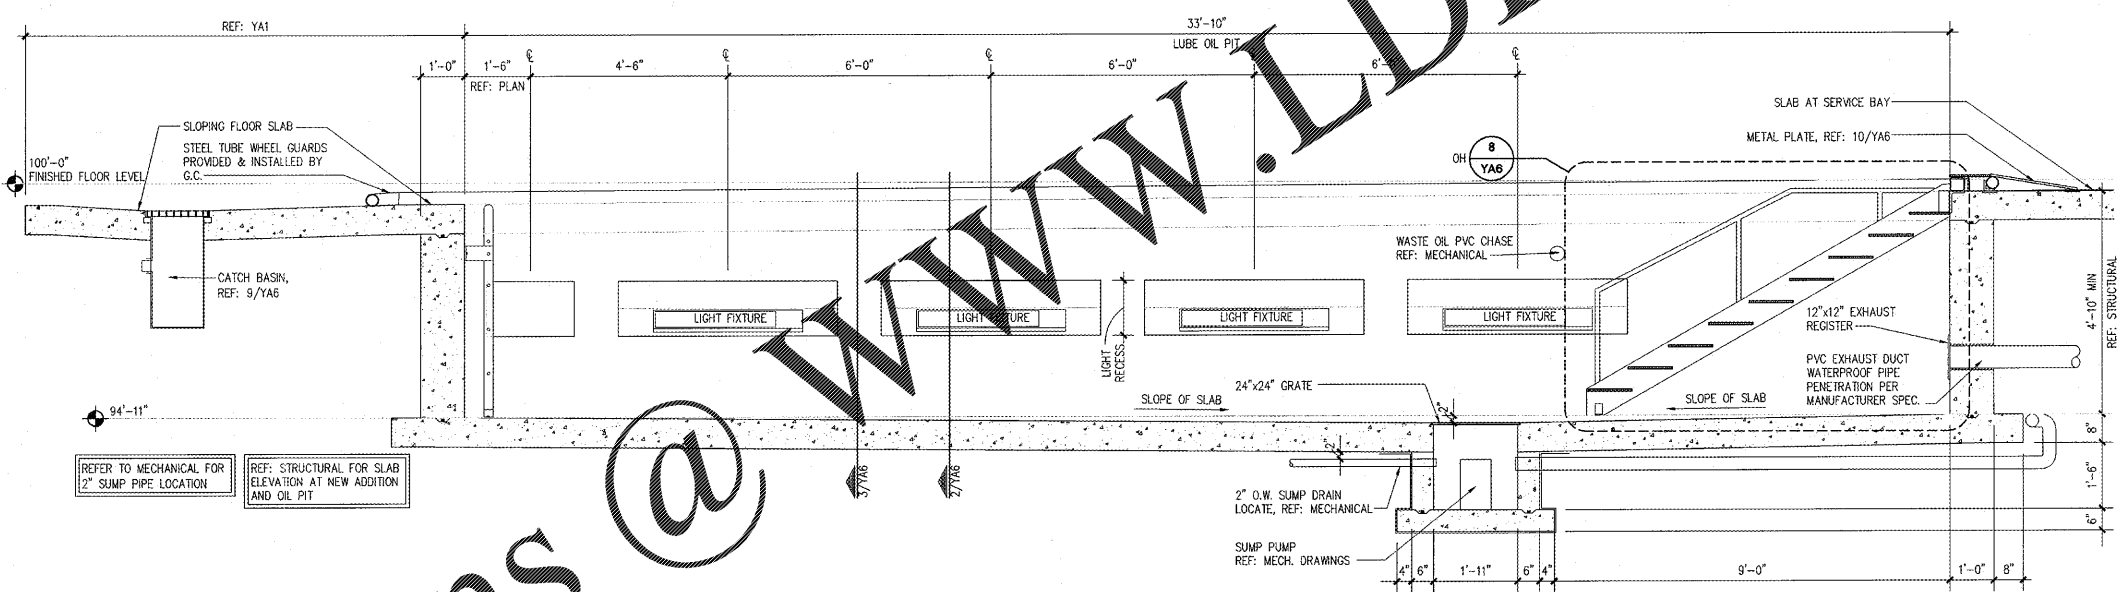 REF: YA1
33'-10"
LUBE OIL PIT
1'-0"
1'-6"
℄
4'-6"
℄
6'-0"
6'-0"
℄
REF: PLAN
SLAB AT SERVICE BAY
METAL PLATE, REF: 10/YA6
SLOPING FLOOR SLAB
STEEL TUBE WHEEL GUARDS
PROVIDED & INSTALLED BY
G.C.
100'-0"
FINISHED FLOOR LEVEL
OH
8
YA6
WASTE OIL PVC CHASE
REF: MECHANICAL
CATCH BASIN,
REF: 9/YA6
LIGHT FIXTURE
LIGHT FIXTURE
LIGHT FIXTURE
LIGHT FIXTURE
LIGHT
RECESS.
12"x12" EXHAUST
REGISTER
4'-10" MIN
REF: STRUCTURAL
PVC EXHAUST DUCT
WATERPROOF PIPE
PENETRATION PER
MANUFACTURER SPEC.
24"x24" GRATE
SLOPE OF SLAB
SLOPE OF SLAB
94'-11"
2"
2"
8"
REFER TO MECHANICAL FOR
2" SUMP PIPE LOCATION
REF: STRUCTURAL FOR SLAB
ELEVATION AT NEW ADDITION
AND OIL PIT
3/YA6
2/YA6
2" O.W. SUMP DRAIN
LOCATE, REF: MECHANICAL
1'-6"
6"
SUMP PUMP
REF: MECH. DRAWINGS
4"
6"
1'-11"
6"
4"
9'-0"
1'-0"
8"
@ WWW.LD